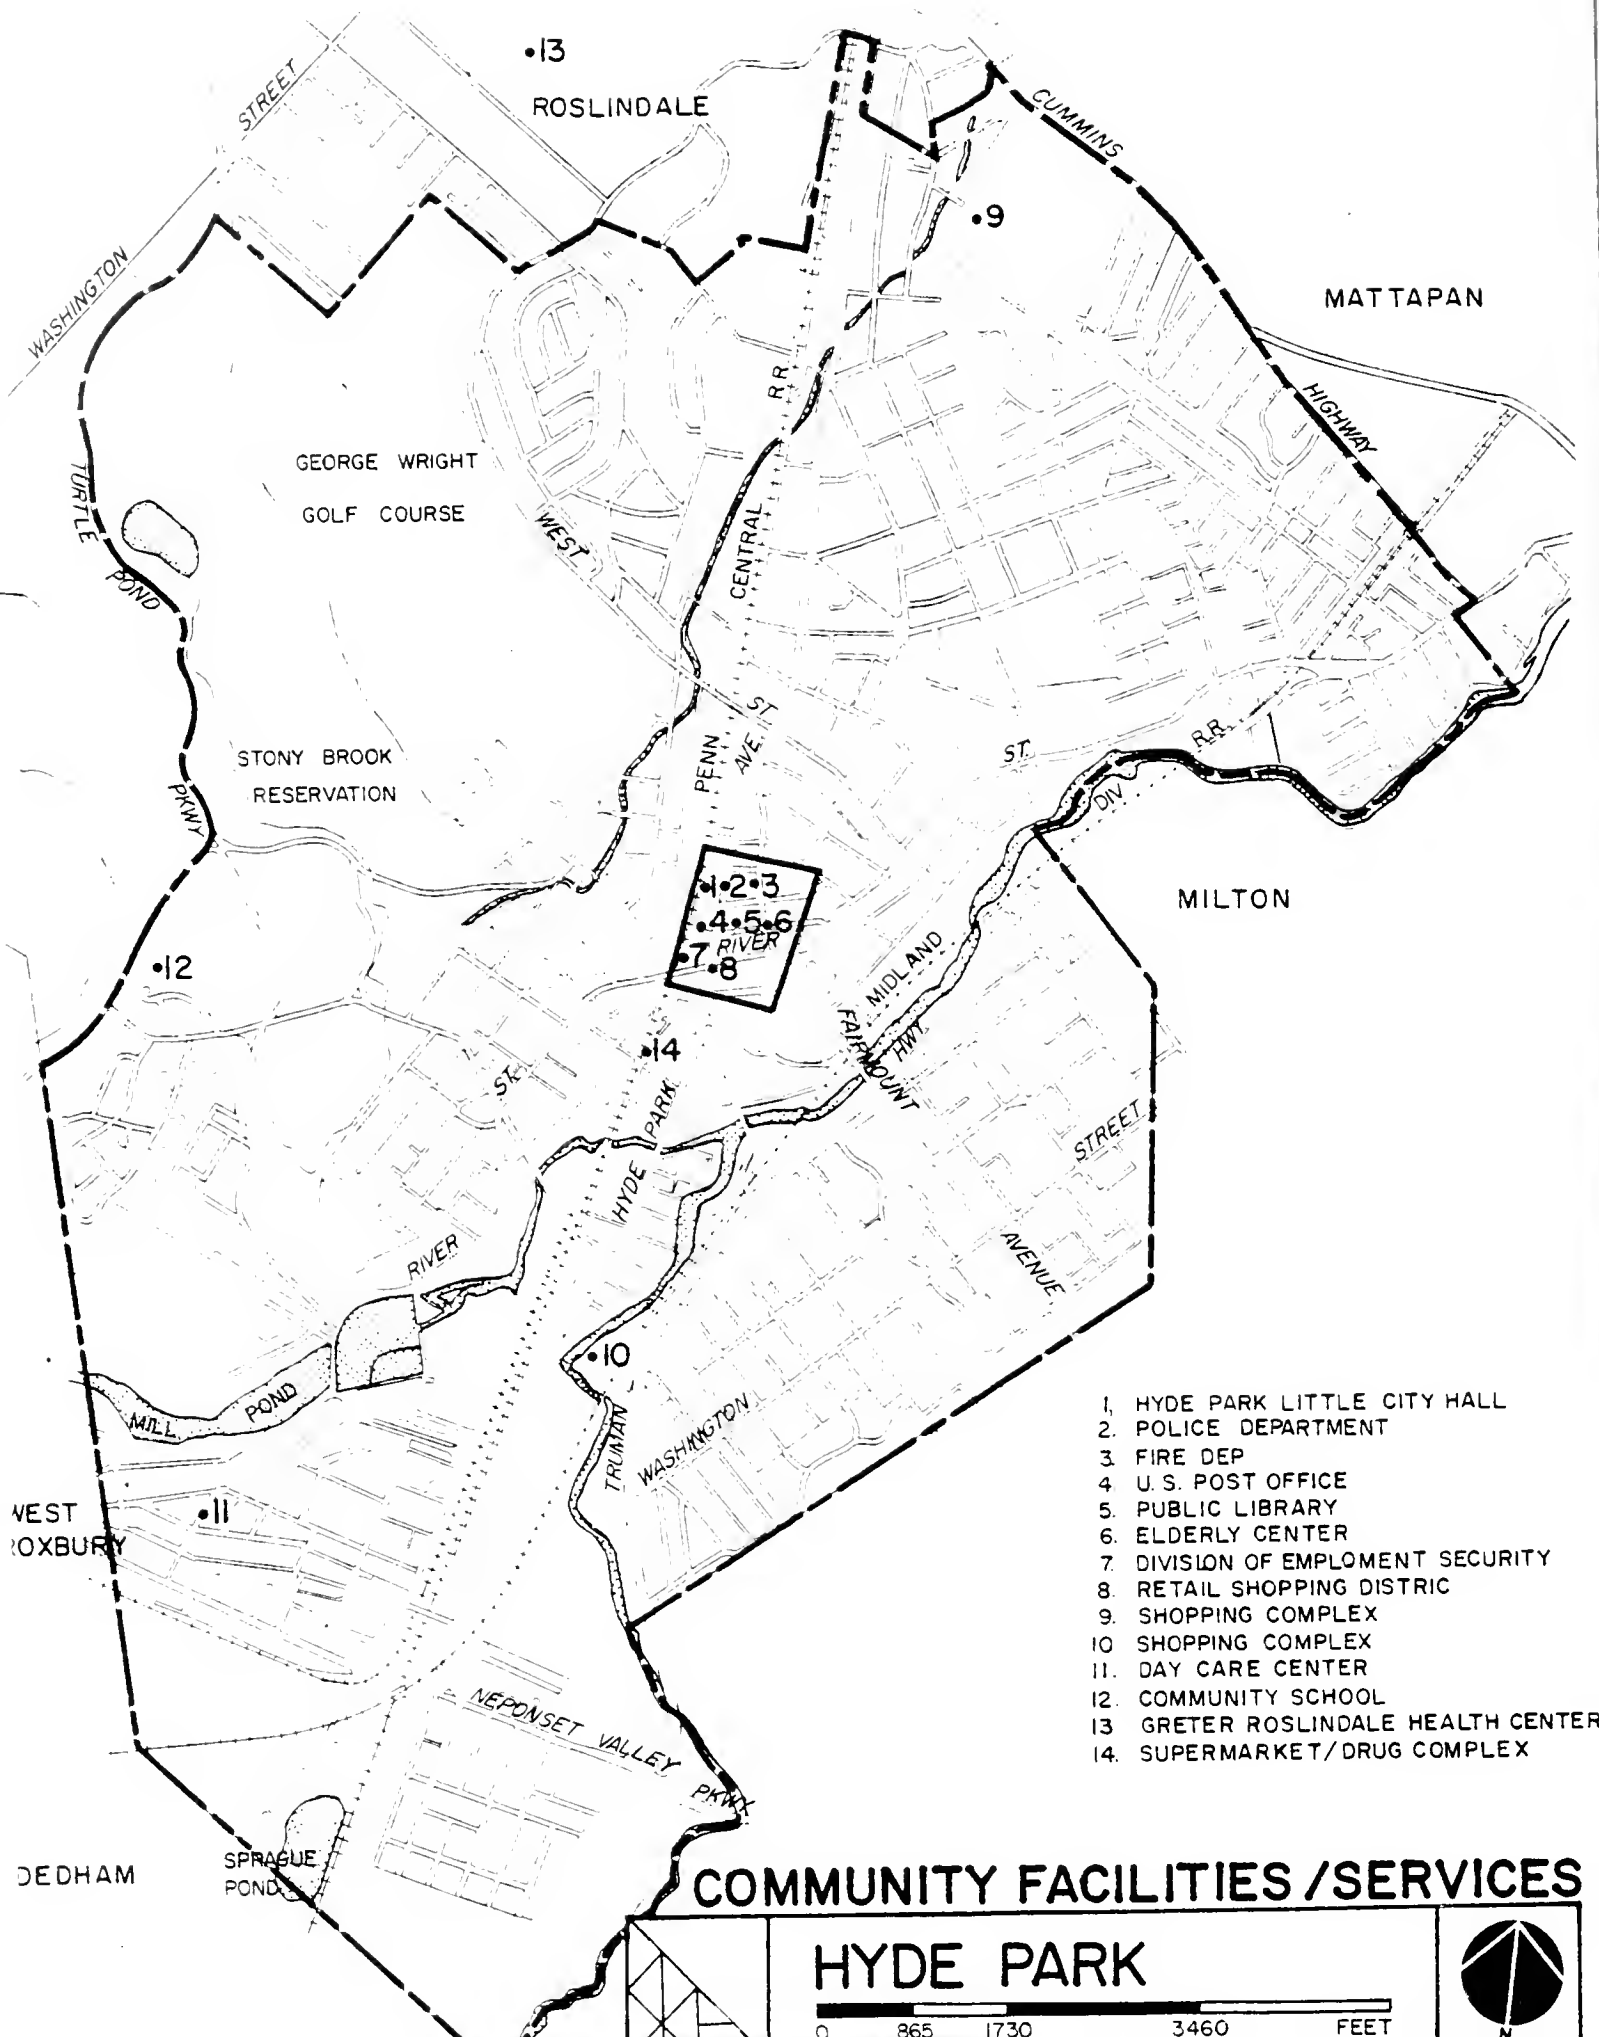 •13
ROSLINDALE
STREET
CUMMINS
•9
WASHINGTON
MATTAPAN
RR
HIGHWAY
GEORGE WRIGHT
GOLF COURSE
TURTLE
WEST
CENTRAL
POND
ST
PENN
AVE.
ST.
R.R.
STONY BROOK
RESERVATION
PKWY
DIV
•1•2•3
•4•5•6
RIVER
•7
•8
MILTON
•12
MIDLAND
FAIRMOUNT
HWY.
•14
ST.
PARK
HYDE
STREET
RIVER
AVENUE
•10
MILL
POND
TRUMAN
WASHINGTON
•11
NEPONSET VALLEY
PKWY
SPRAGUE
POND
DEDHAM
1, HYDE PARK LITTLE CITY HALL
2. POLICE DEPARTMENT
3 FIRE DEP
4 U.S. POST OFFICE
5. PUBLIC LIBRARY
6. ELDERLY CENTER
7. DIVISION OF EMPLOMENT SECURITY
8. RETAIL SHOPPING DISTRIC
9. SHOPPING COMPLEX
10 SHOPPING COMPLEX
11. DAY CARE CENTER
12. COMMUNITY SCHOOL
13 GRETER ROSLINDALE HEALTH CENTER
14. SUPERMARKET/DRUG COMPLEX
COMMUNITY FACILITIES/SERVICES
HYDE PARK
0 865 1730 3460 FEET
N